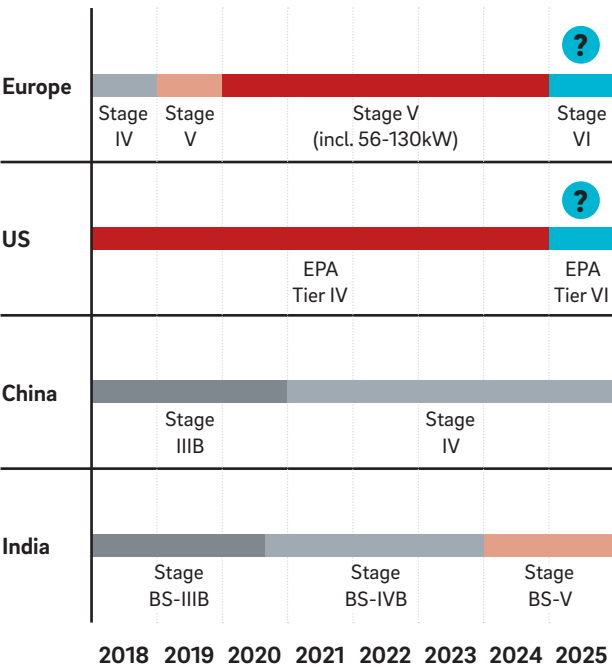 ?
Europe
Stage IV
Stage V
Stage V (incl. 56-130kW)
Stage VI
?
US
EPA Tier IV
EPA Tier VI
China
Stage IIIB
Stage IV
India
Stage BS-IIIB
Stage BS-IVB
Stage BS-V
2018 2019 2020 2021 2022 2023 2024 2025